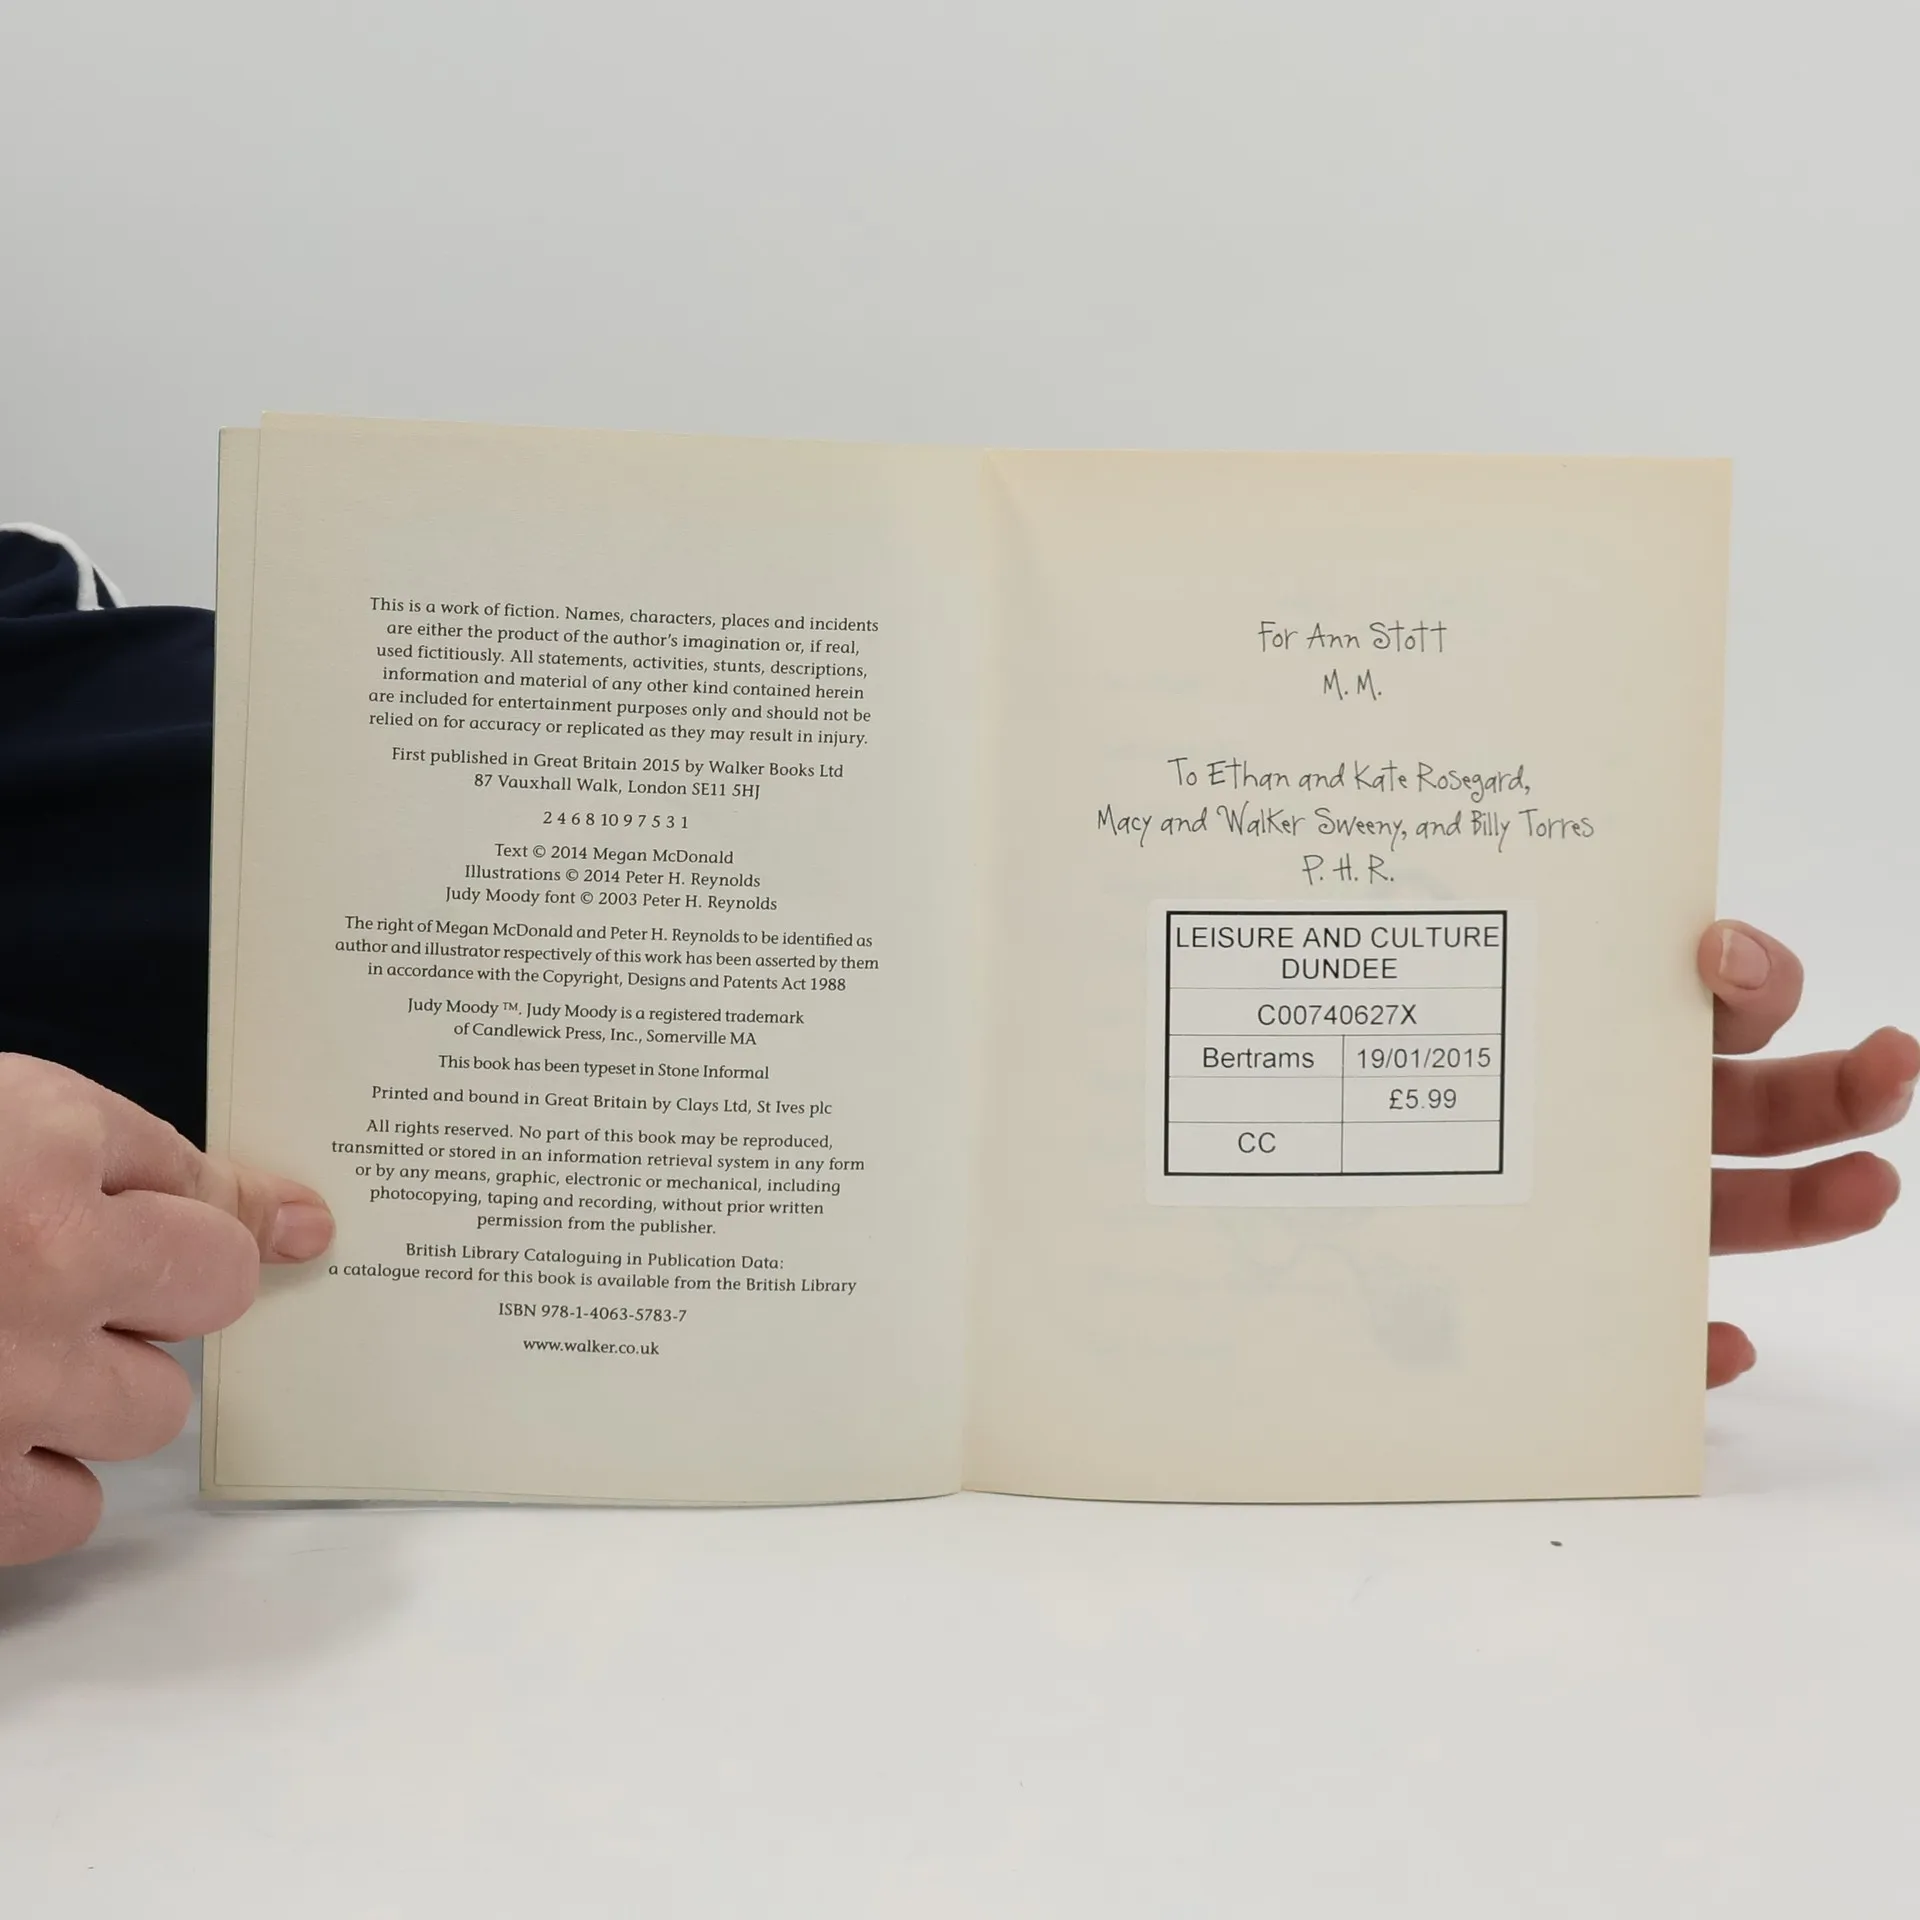 This is a work of fiction. Names, characters, places and incidents
are either the product of the author's imagination or, if real,
used fictitiously. All statements, activities, stunts, descriptions,
information and material of any other kind contained herein
are included for entertainment purposes only and should not be
relied on for accuracy or replicated as they may result in injury.
First published in Great Britain 2015 by Walker Books Ltd
87 Vauxhall Walk, London SE11 5HJ
2 4 6 8 10 9 7 5 3 1
Text © 2014 Megan McDonald
Illustrations © 2014 Peter H. Reynolds
Judy Moody font © 2003 Peter H. Reynolds
The right of Megan McDonald and Peter H. Reynolds to be identified as
author and illustrator respectively of this work has been asserted by them
in accordance with the Copyright, Designs and Patents Act 1988
Judy Moody ™. Judy Moody is a registered trademark
of Candlewick Press, Inc., Somerville MA
This book has been typeset in Stone Informal
Printed and bound in Great Britain by Clays Ltd, St Ives plc
All rights reserved. No part of this book may be reproduced,
transmitted or stored in an information retrieval system in any form
or by any means, graphic, electronic or mechanical, including
photocopying, taping and recording, without prior written
permission from the publisher.
British Library Cataloguing in Publication Data:
a catalogue record for this book is available from the British Library
ISBN 978-1-4063-5783-7
www.walker.co.uk
For Ann Stott
M. M.
To Ethan and Kate Rosegard,
Macy and Walker Sweeny, and Billy Torres
P. H. R.
LEISURE AND CULTURE
DUNDEE
C00740627X
Bertrams 19/01/2015
£5.99
CC